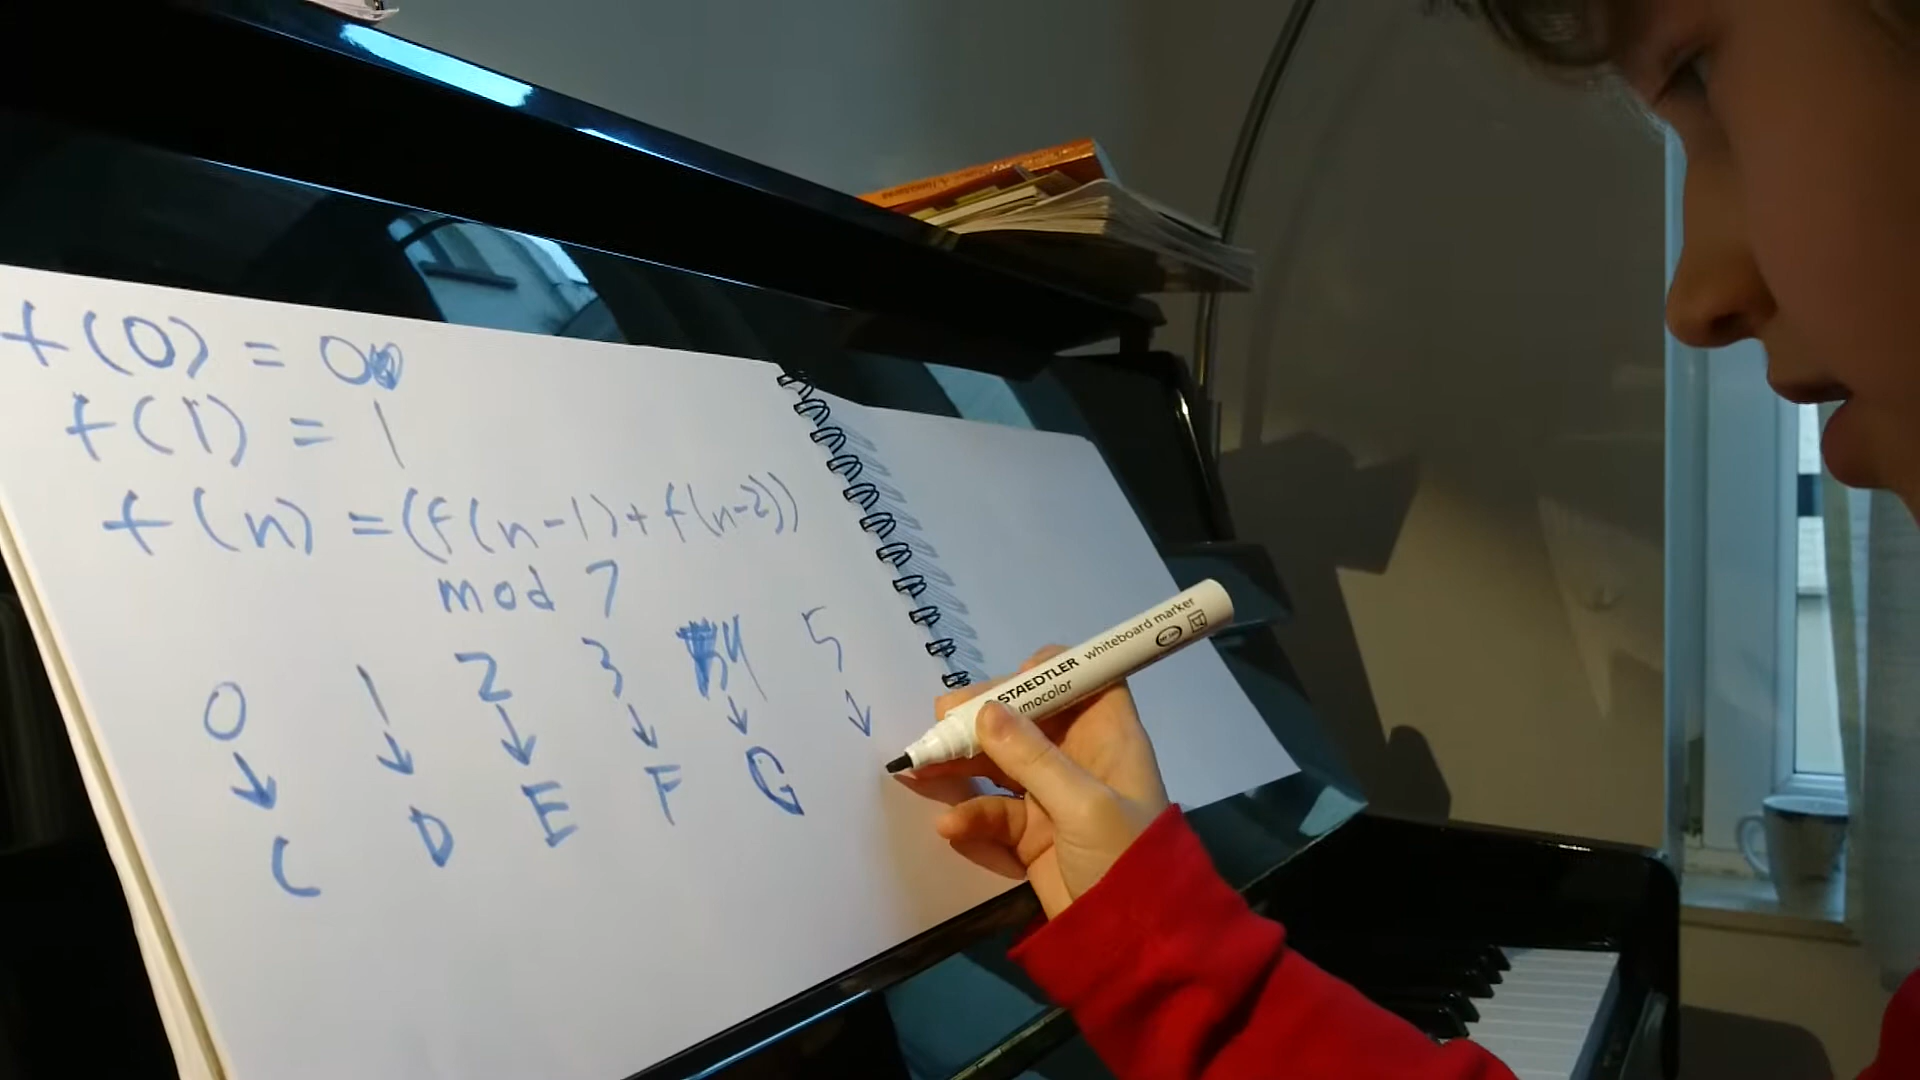 f(0) = 0
f(1) = 1
f(n) = (f(n-1) + f(n-2))
mod 7
0 1 2 3 4 5
↓ ↓ ↓ ↓ ↓ ↓
C D E F G
STAEDTLER whiteboard marker